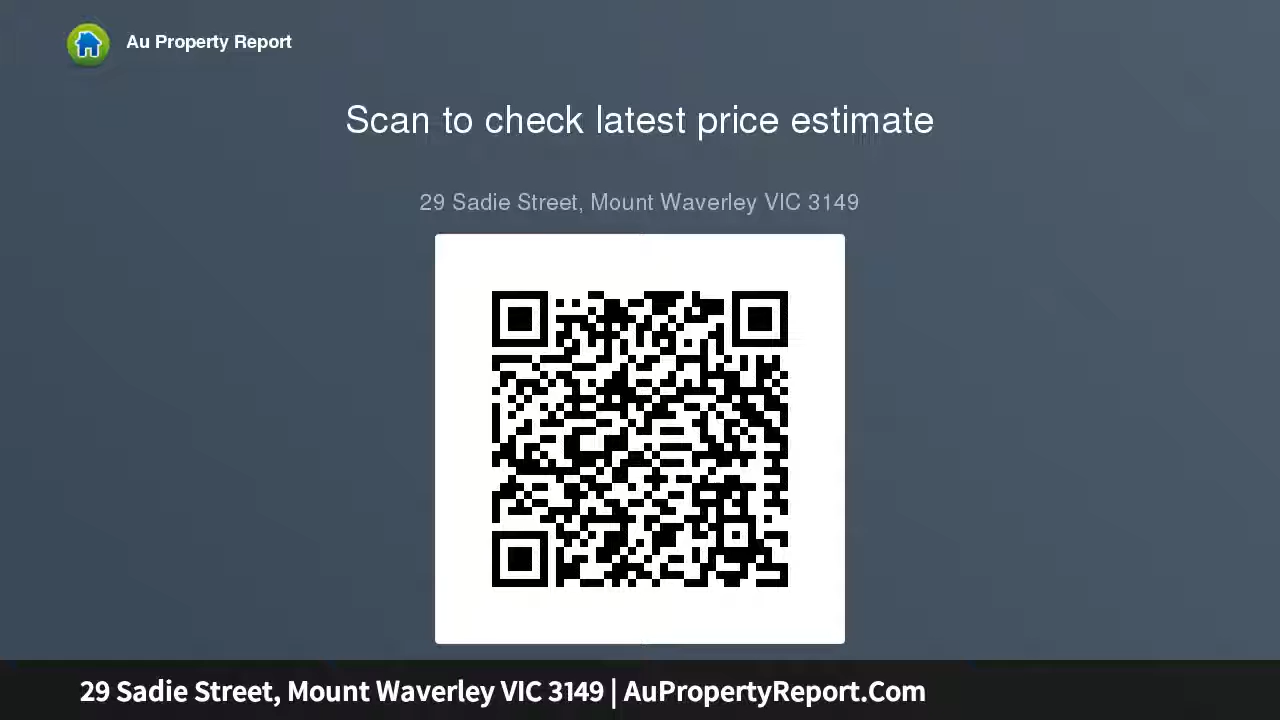 Au Property Report
Scan to check latest price estimate
29 Sadie Street, Mount Waverley VIC 3149
29 Sadie Street, Mount Waverley VIC 3149 | AuPropertyReport.Com